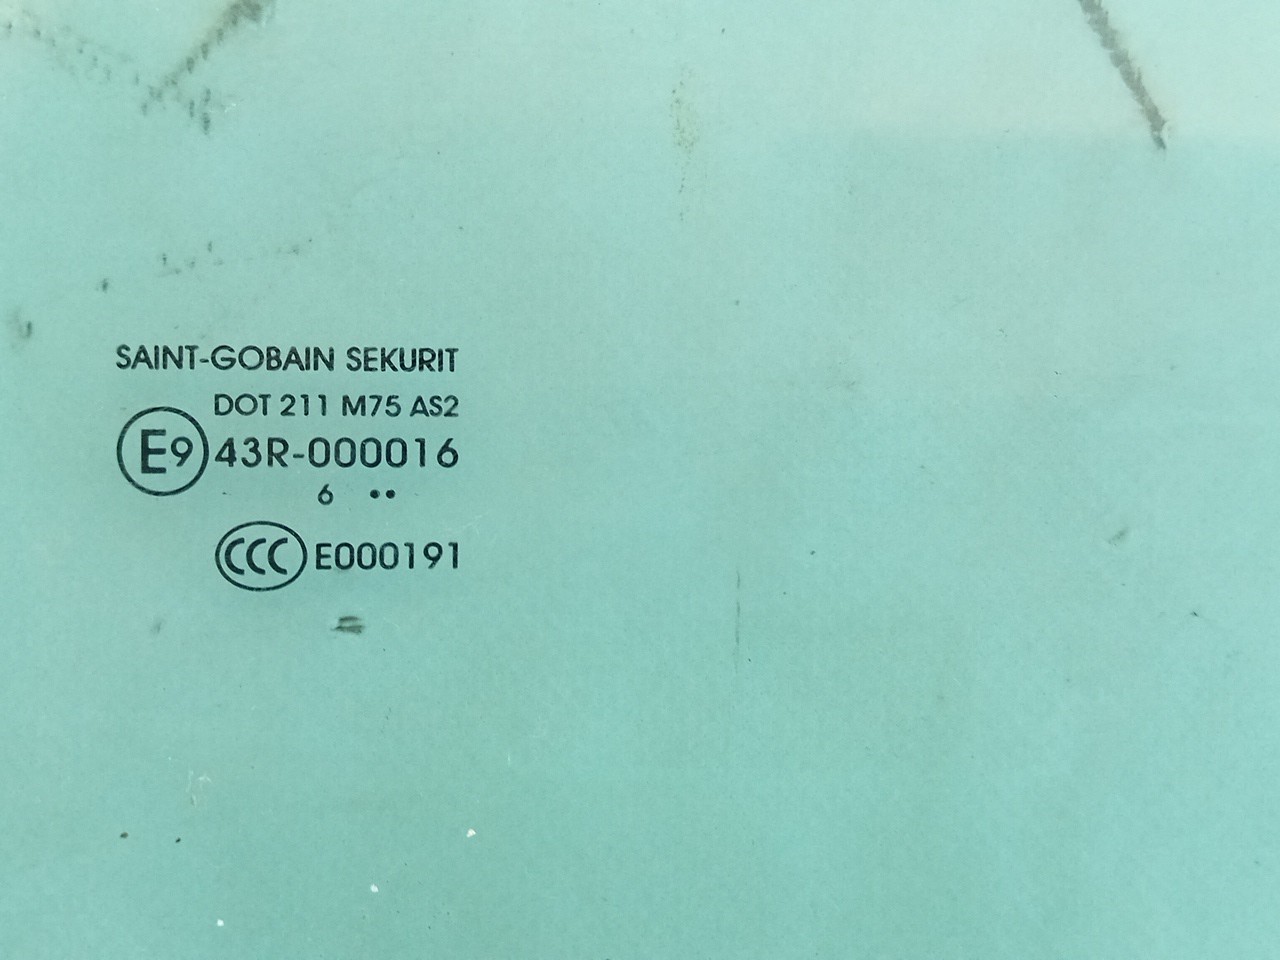 SAINT-GOBAIN SEKURIT
DOT 211 M75 AS2
E9 43R-000016
6 ••
CCC E000191